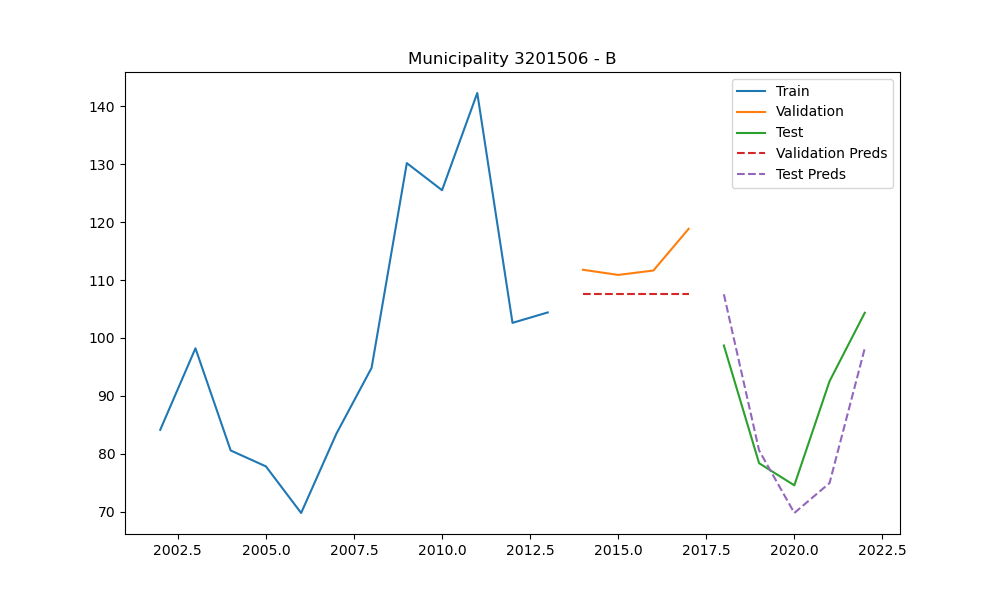 Municipality 3201506 - B
Train
Validation
Test
Validation Preds
Test Preds
140
130
120
110
100
90
80
70
2002.5 2005.0 2007.5 2010.0 2012.5 2015.0 2017.5 2020.0 2022.5